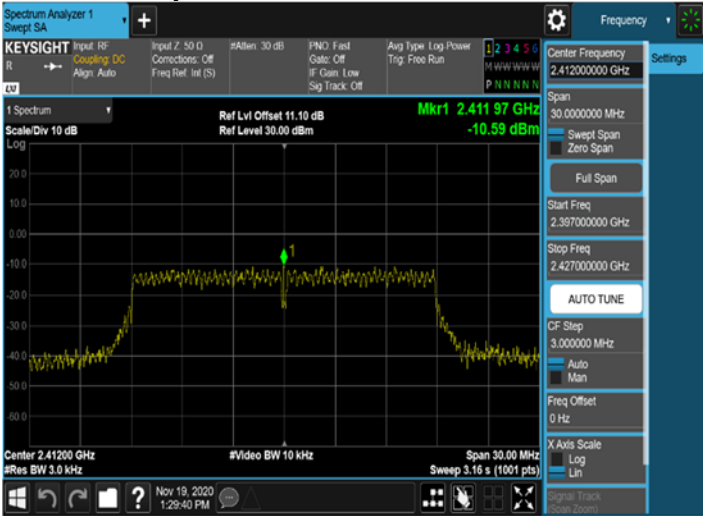 Spectrum Analyzer 1
Swept SA
Frequency
KEYSIGHT
R
LXI
Input: RF
Coupling: DC
Align: Auto
Input Z: 50 Ω
Corrections: Off
Freq Ref: Int (S)
#Atten: 30 dB
PNO: Fast
Gate: Off
IF Gain: Low
Sig Track: Off
Avg Type: Log-Power
Trig: Free Run
1 2 3 4 5 6
M W W W W W
P N N N N N
1 Spectrum
Scale/Div 10 dB
Log
Ref Lvl Offset 11.10 dB
Ref Level 30.00 dBm
Mkr1 2.411 97 GHz
-10.59 dBm
20.0
10.0
0.00
-10.0
-20.0
-30.0
-40.0
-50.0
-60.0
1
Center 2.41200 GHz
#Res BW 3.0 kHz
#Video BW 10 kHz
Span 30.00 MHz
Sweep 3.16 s (1001 pts)
Nov 19, 2020
1:29:40 PM
Center Frequency
2.412000000 GHz
Span
30.0000000 MHz
Swept Span
Zero Span
Full Span
Start Freq
2.397000000 GHz
Stop Freq
2.427000000 GHz
AUTO TUNE
CF Step
3.000000 MHz
Auto
Man
Freq Offset
0 Hz
X Axis Scale
Log
Lin
Signal Track
(Span Zoom)
Settings